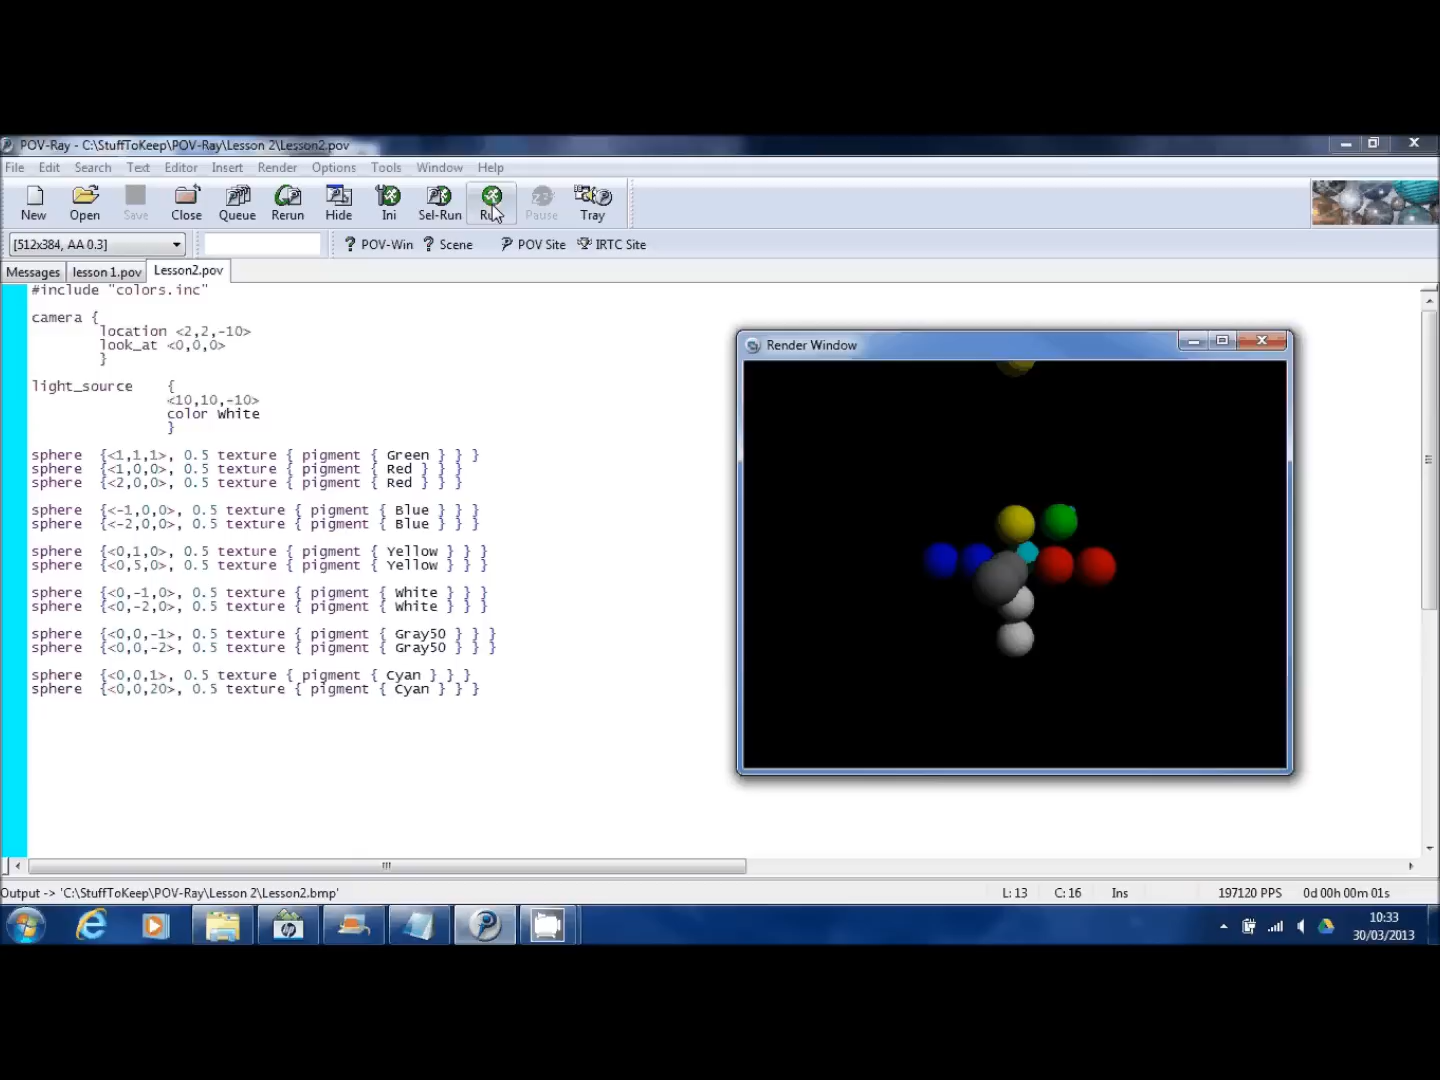 POV-Ray - C:\StuffToKeep\POV-Ray\Lesson 2\Lesson2.pov
File Edit Search Text Editor Insert Render Options Tools Window Help
New Open Save Close Queue Rerun Hide Ini Sel-Run Pause Tray
[512x384, AA 0.3] ? POV-Win ? Scene POV Site IRTC Site
Messages lesson 1.pov Lesson2.pov
#include "colors.inc"
camera {
location <2,2,-10>
look_at <0,0,0>
}
light_source {
<10,10,-10>
color White
}
sphere {<1,1,1>, 0.5 texture { pigment { Green } } }
sphere {<1,0,0>, 0.5 texture { pigment { Red } } }
sphere {<2,0,0>, 0.5 texture { pigment { Red } } }
sphere {<-1,0,0>, 0.5 texture { pigment { Blue } } }
sphere {<-2,0,0>, 0.5 texture { pigment { Blue } } }
sphere {<0,1,0>, 0.5 texture { pigment { Yellow } } }
sphere {<0,5,0>, 0.5 texture { pigment { Yellow } } }
sphere {<0,-1,0>, 0.5 texture { pigment { White } } }
sphere {<0,-2,0>, 0.5 texture { pigment { White } } }
sphere {<0,0,-1>, 0.5 texture { pigment { Gray50 } } }
sphere {<0,0,-2>, 0.5 texture { pigment { Gray50 } } }
sphere {<0,0,1>, 0.5 texture { pigment { Cyan } } }
sphere {<0,0,20>, 0.5 texture { pigment { Cyan } } }
Render Window
Output -> 'C:\StuffToKeep\POV-Ray\Lesson 2\Lesson2.bmp' L: 13 C: 16 Ins 197120 PPS 0d 00h 00m 01s
10:33
30/03/2013